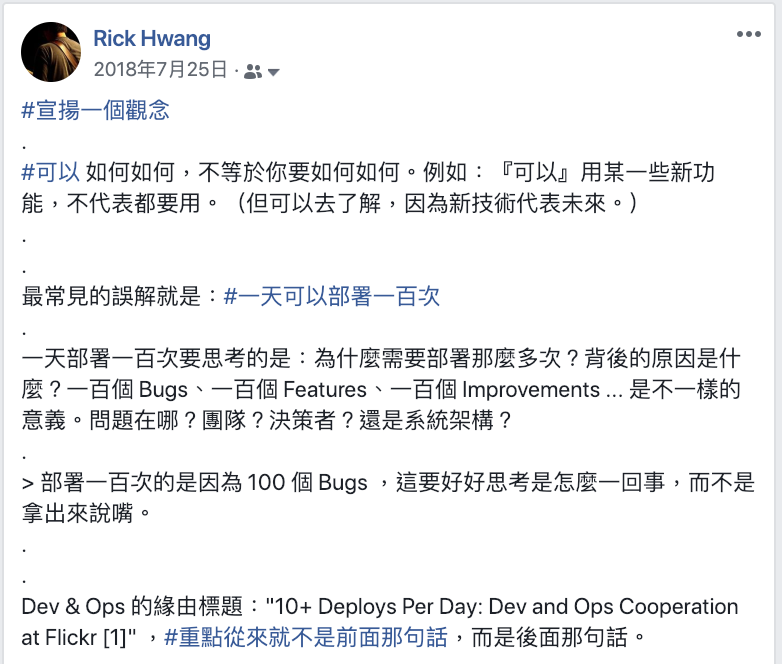 Rick Hwang
2018年7月25日 ·
#宣揚一個觀念
.
#可以 如何如何，不等於你要如何如何。例如：『可以』用某一些新功
能，不代表都要用。（但可以去了解，因為新技術代表未來。）
.
.
最常見的誤解就是：#一天可以部署一百次
.
一天部署一百次要思考的是：為什麼需要部署那麼多次？背後的原因是什
麼？一百個 Bugs、一百個 Features、一百個 Improvements ... 是不一樣的
意義。問題在哪？團隊？決策者？還是系統架構？
.
> 部署一百次的是因為 100 個 Bugs ，這要好好思考是怎麼一回事，而不是
拿出來說嘴。
.
.
Dev & Ops 的緣由標題："10+ Deploys Per Day: Dev and Ops Cooperation
at Flickr [1]" ，#重點從來就不是前面那句話，而是後面那句話。